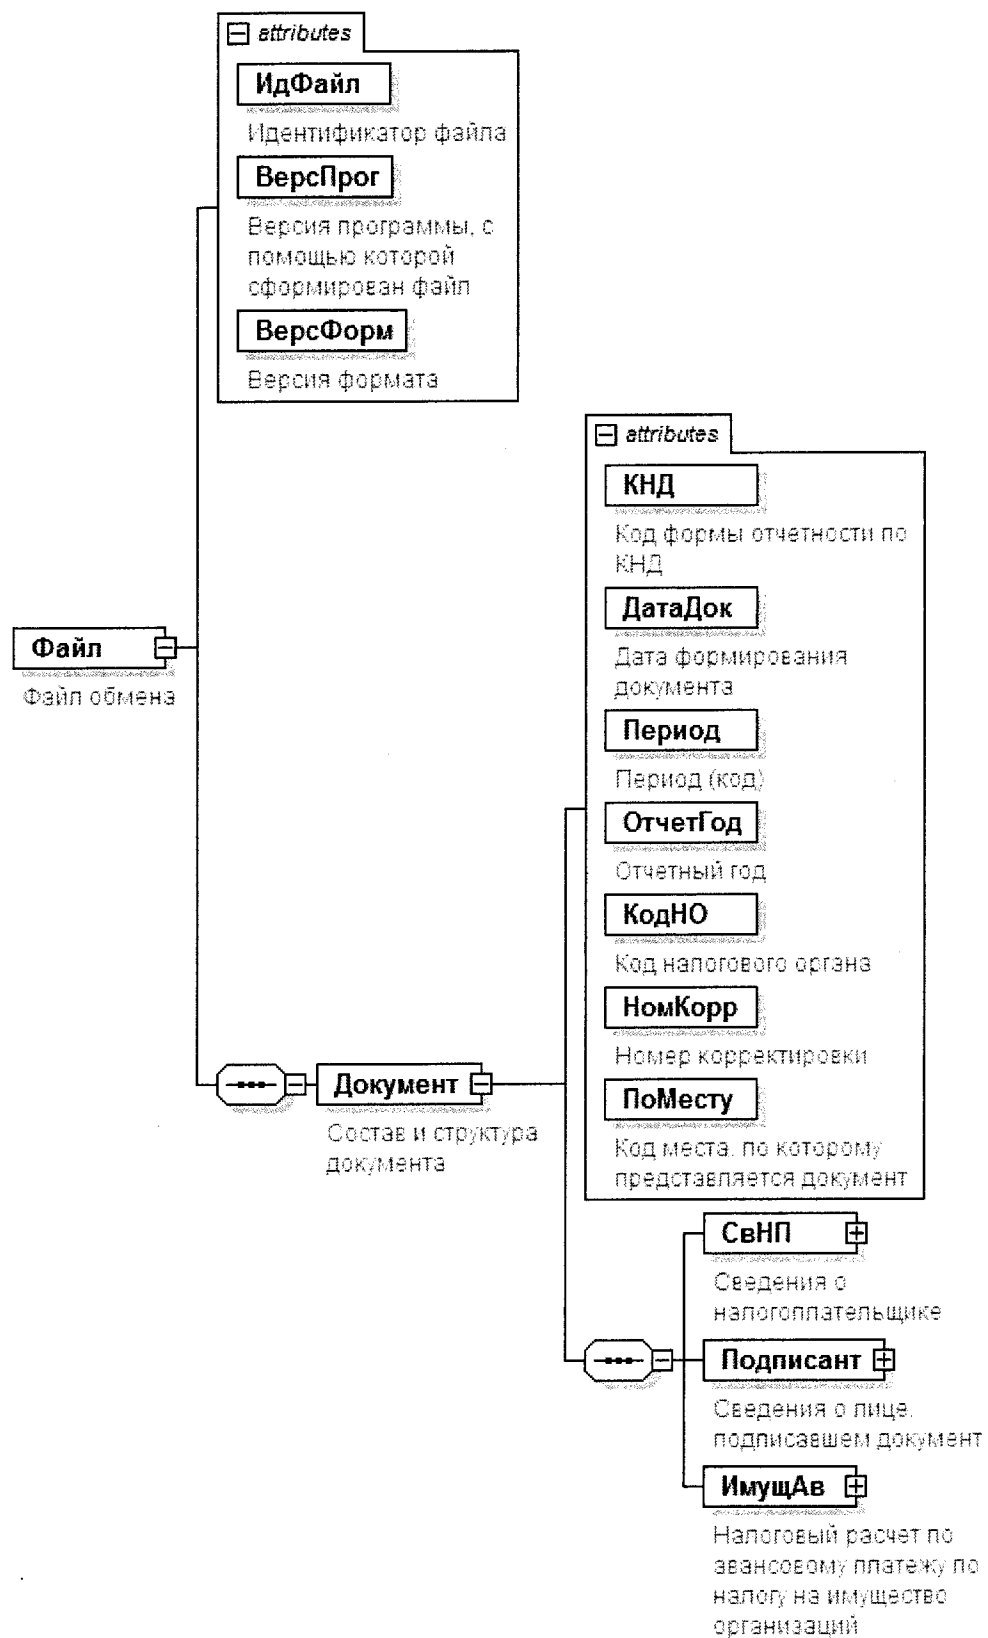 attributes
ИдФайл
Идентификатор файла
ВерсПрог
Версия программы, с
помощью которой
сформирован файл
ВерсФорм
Версия формата
attributes
КНД
Код формы отчетности по
КНД
ДатаДок
Дата формирования
документа
Файл
Файл обмена
Период
Период (код)
ОтчетГод
Отчетный год
КодНО
Код налогового органа
НомКорр
Номер корректировки
Документ
Состав и структура
документа
ПоМесту
Код места, по которому
представляется документ
СвНП
Сведения о
налогоплательщике
Подписант
Сведения о лице,
подписавшем документ
ИмущАв
Налоговый расчет по
авансовому платежу по
налогу на имущество
организаций